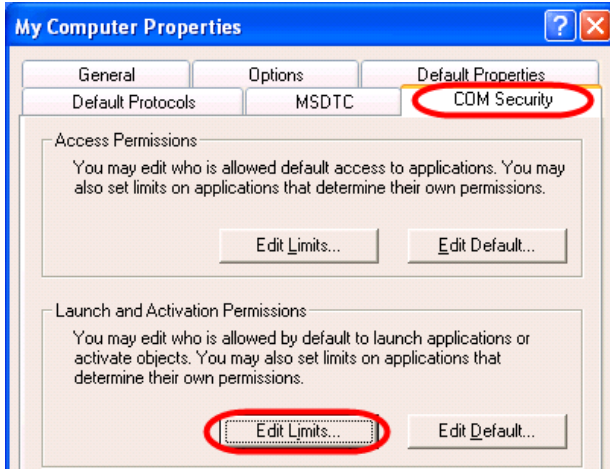 My Computer Properties
General Options Default Properties
Default Protocols MSDTC COM Security
Access Permissions
You may edit who is allowed default access to applications. You may
also set limits on applications that determine their own permissions.
Edit Limits... Edit Default...
Launch and Activation Permissions
You may edit who is allowed by default to launch applications or
activate objects. You may also set limits on applications that
determine their own permissions.
Edit Limits... Edit Default...